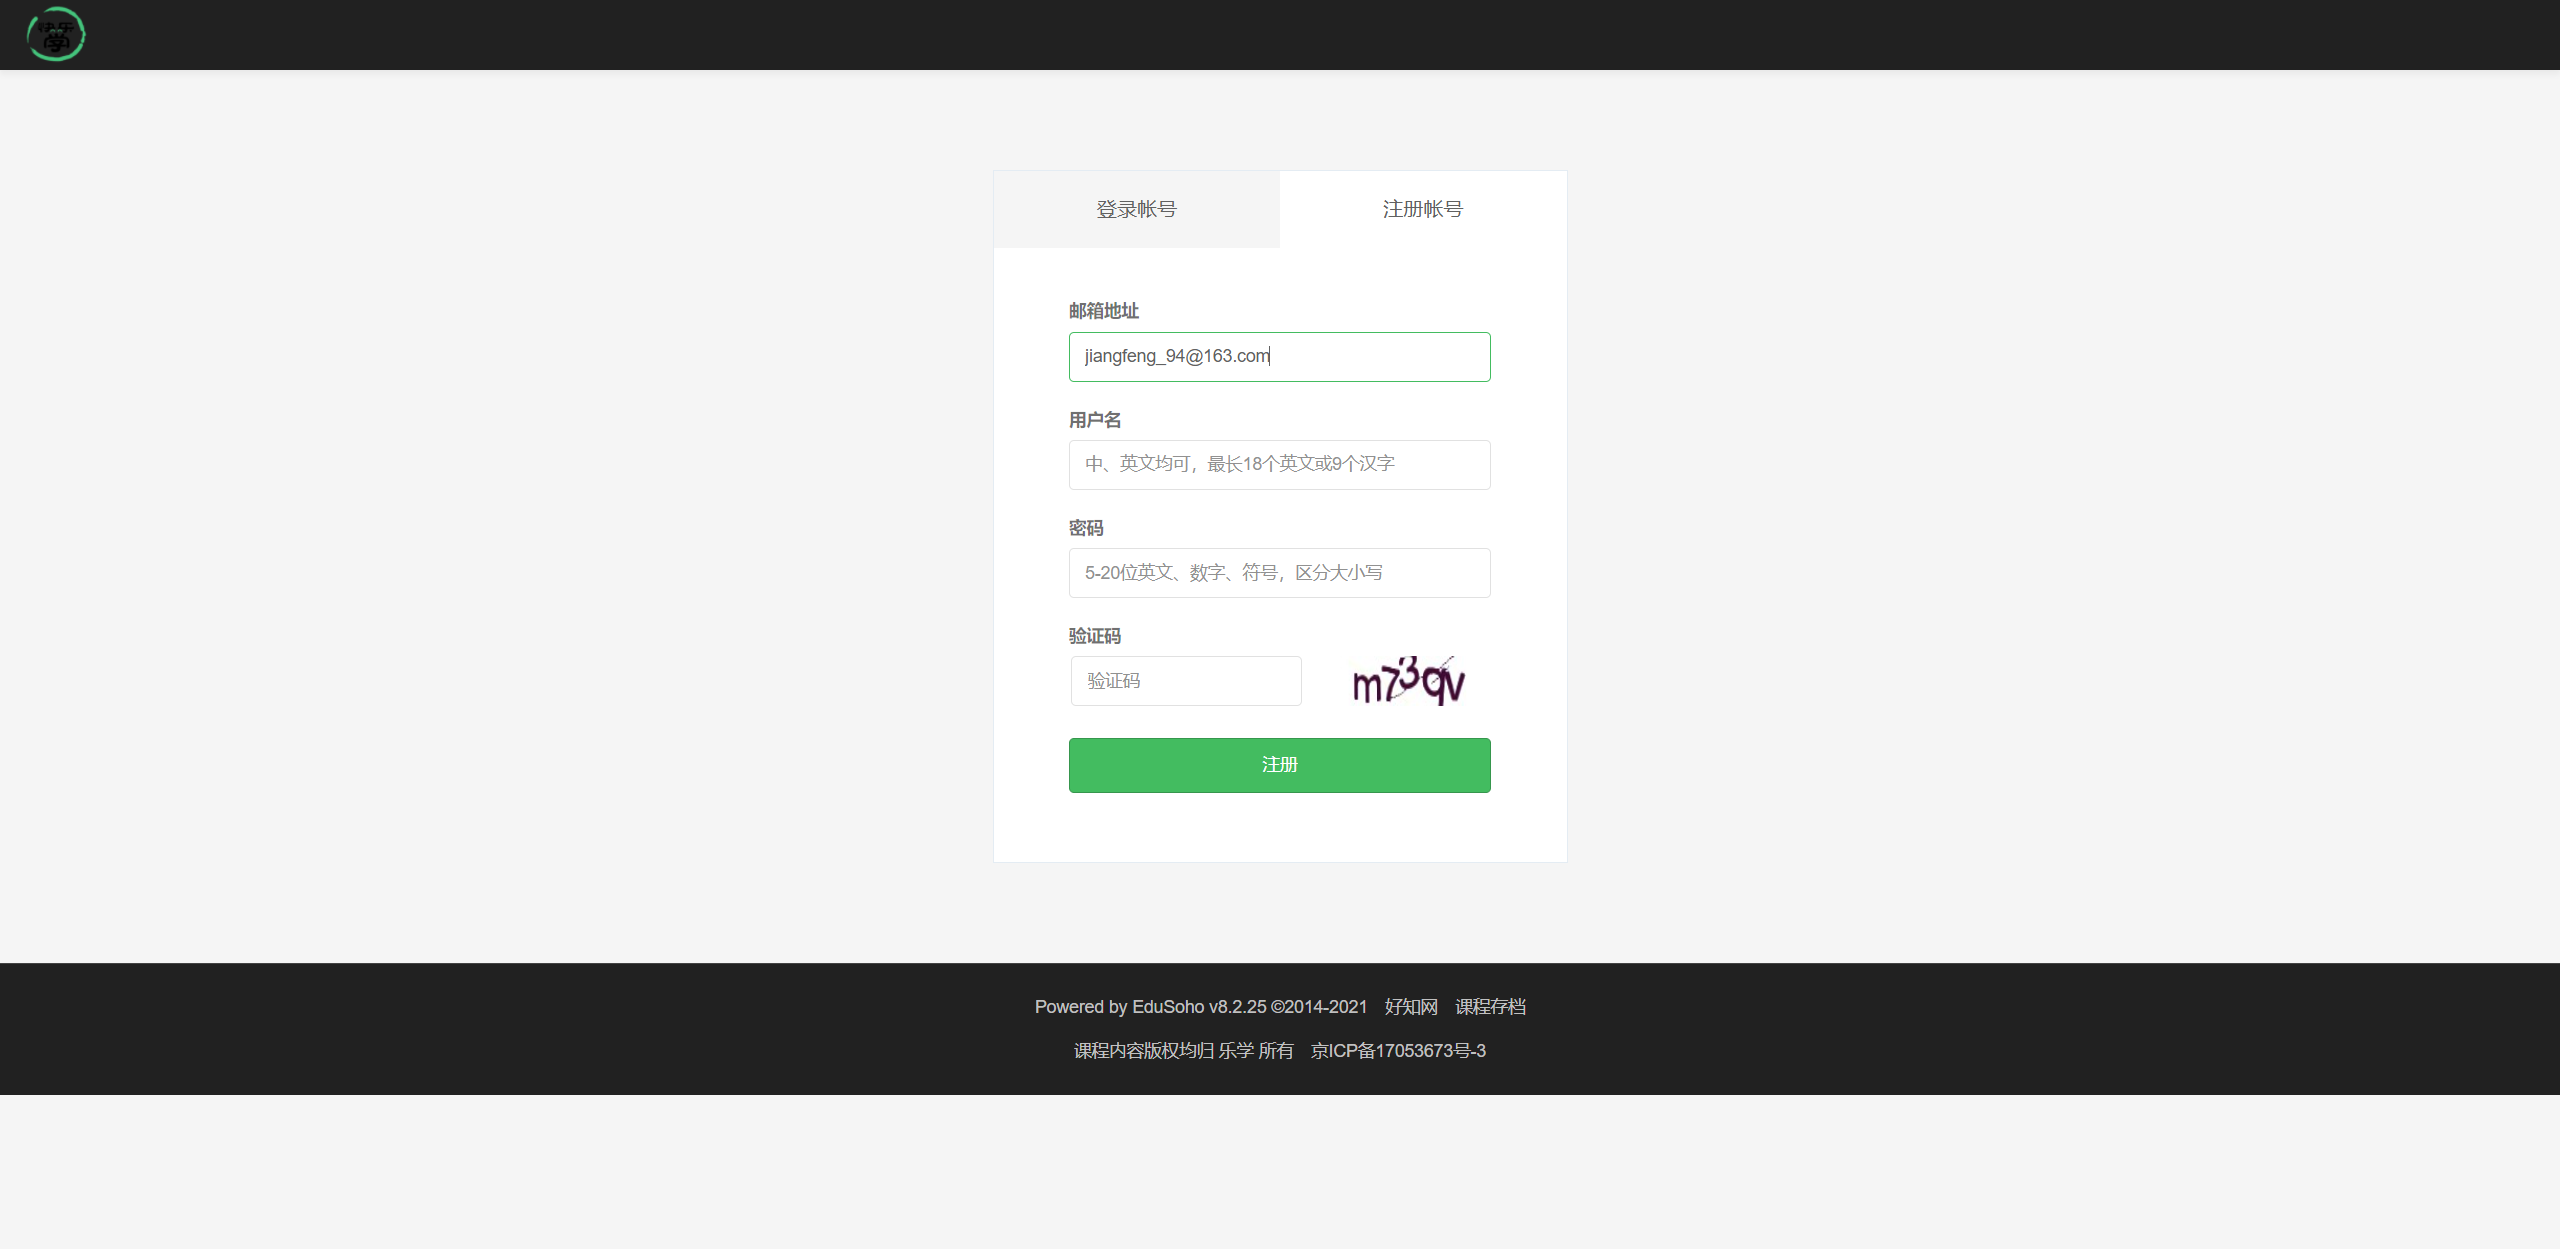 登录帐号
注册帐号
邮箱地址
jiangfeng_94@163.com
用户名
中、英文均可，最长18个英文或9个汉字
密码
5-20位英文、数字、符号，区分大小写
验证码
验证码
m73qv
注册
Powered by EduSoho v8.2.25 ©2014-2021 好知网 课程存档
课程内容版权均归 乐学 所有 京ICP备17053673号-3